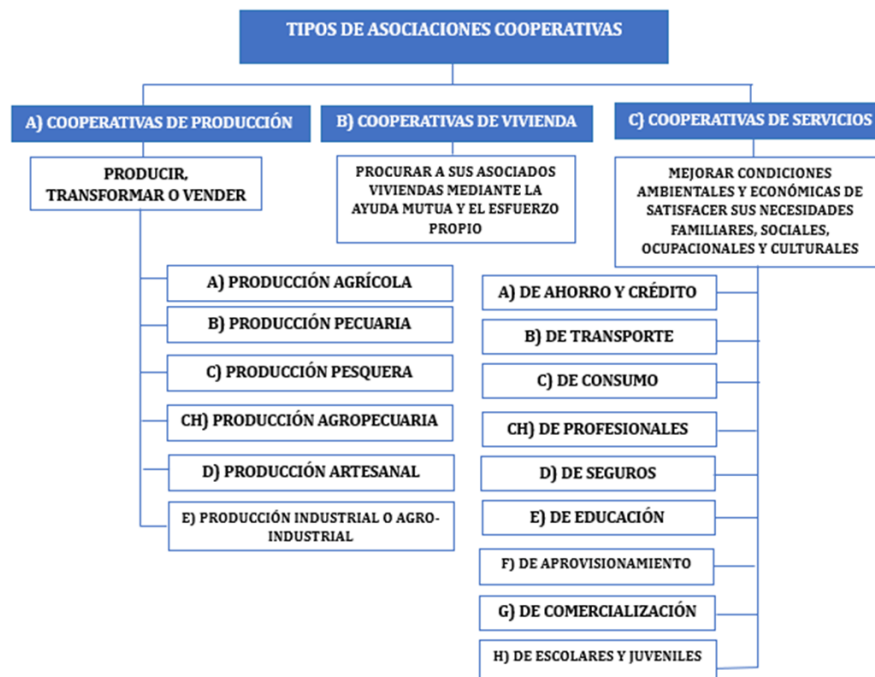 TIPOS DE ASOCIACIONES COOPERATIVAS
A) COOPERATIVAS DE PRODUCCIÓN
PRODUCIR,
TRANSFORMAR O VENDER
A) PRODUCCIÓN AGRÍCOLA
B) PRODUCCIÓN PECUARIA
C) PRODUCCIÓN PESQUERA
CH) PRODUCCIÓN AGROPECUARIA
D) PRODUCCIÓN ARTESANAL
E) PRODUCCIÓN INDUSTRIAL O AGRO-
INDUSTRIAL
B) COOPERATIVAS DE VIVIENDA
PROCURAR A SUS ASOCIADOS
VIVIENDAS MEDIANTE LA
AYUDA MUTUA Y EL ESFUERZO
PROPIO
C) COOPERATIVAS DE SERVICIOS
MEJORAR CONDICIONES
AMBIENTALES Y ECONÓMICAS DE
SATISFACER SUS NECESIDADES
FAMILIARES, SOCIALES,
OCUPACIONALES Y CULTURALES
A) DE AHORRO Y CRÉDITO
B) DE TRANSPORTE
C) DE CONSUMO
CH) DE PROFESIONALES
D) DE SEGUROS
E) DE EDUCACIÓN
F) DE APROVISIONAMIENTO
G) DE COMERCIALIZACIÓN
H) DE ESCOLARES Y JUVENILES